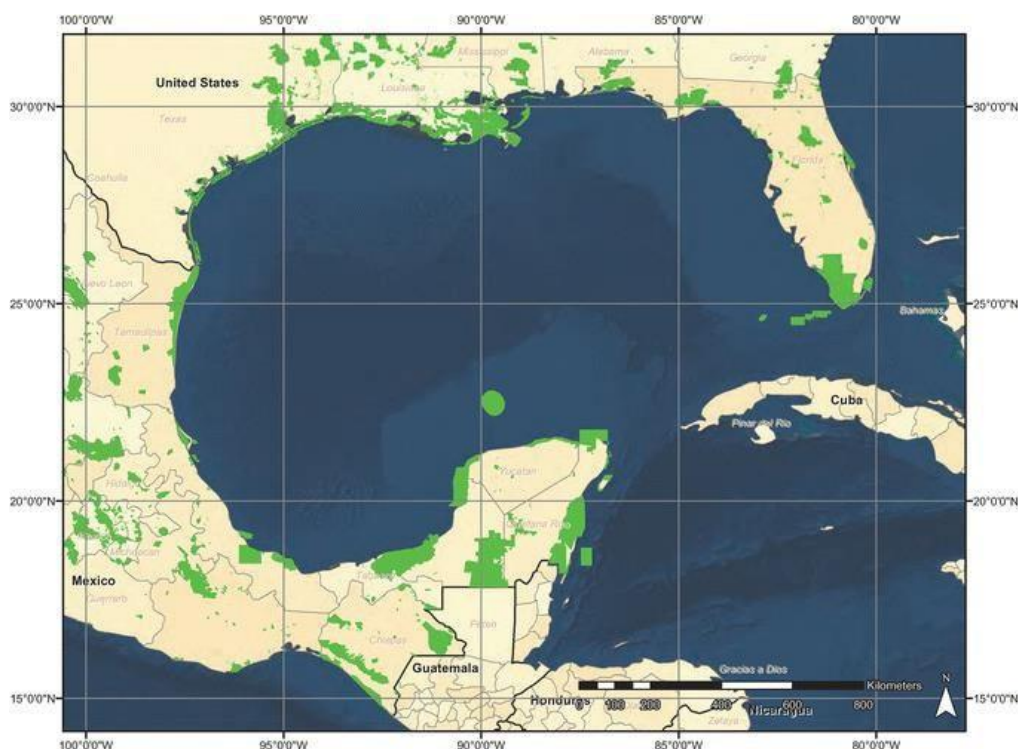 100°0'0"W 95°0'0"W 90°0'0"W 85°0'0"W 80°0'0"W
Mississippi Alabama Georgia
United States Louisiana
30°0'0"N 30°0'0"N
Texas
Florida
Coahuila
Nuevo Leon
25°0'0"N 25°0'0"N
Bahamas
Tamaulipas
Cuba
Pinar del Rio
Yucatan
Hidalgo
20°0'0"N 20°0'0"N
Quintana Roo
Michoacan
Mexico
Guerrero
Peten
Chiapas
Guatemala Gracias a Dios
Kilometers N
15°0'0"N 15°0'0"N
0 100 200 400 600 800
Honduras Nicaragua
Zelaya
100°0'0"W 95°0'0"W 90°0'0"W 85°0'0"W 80°0'0"W